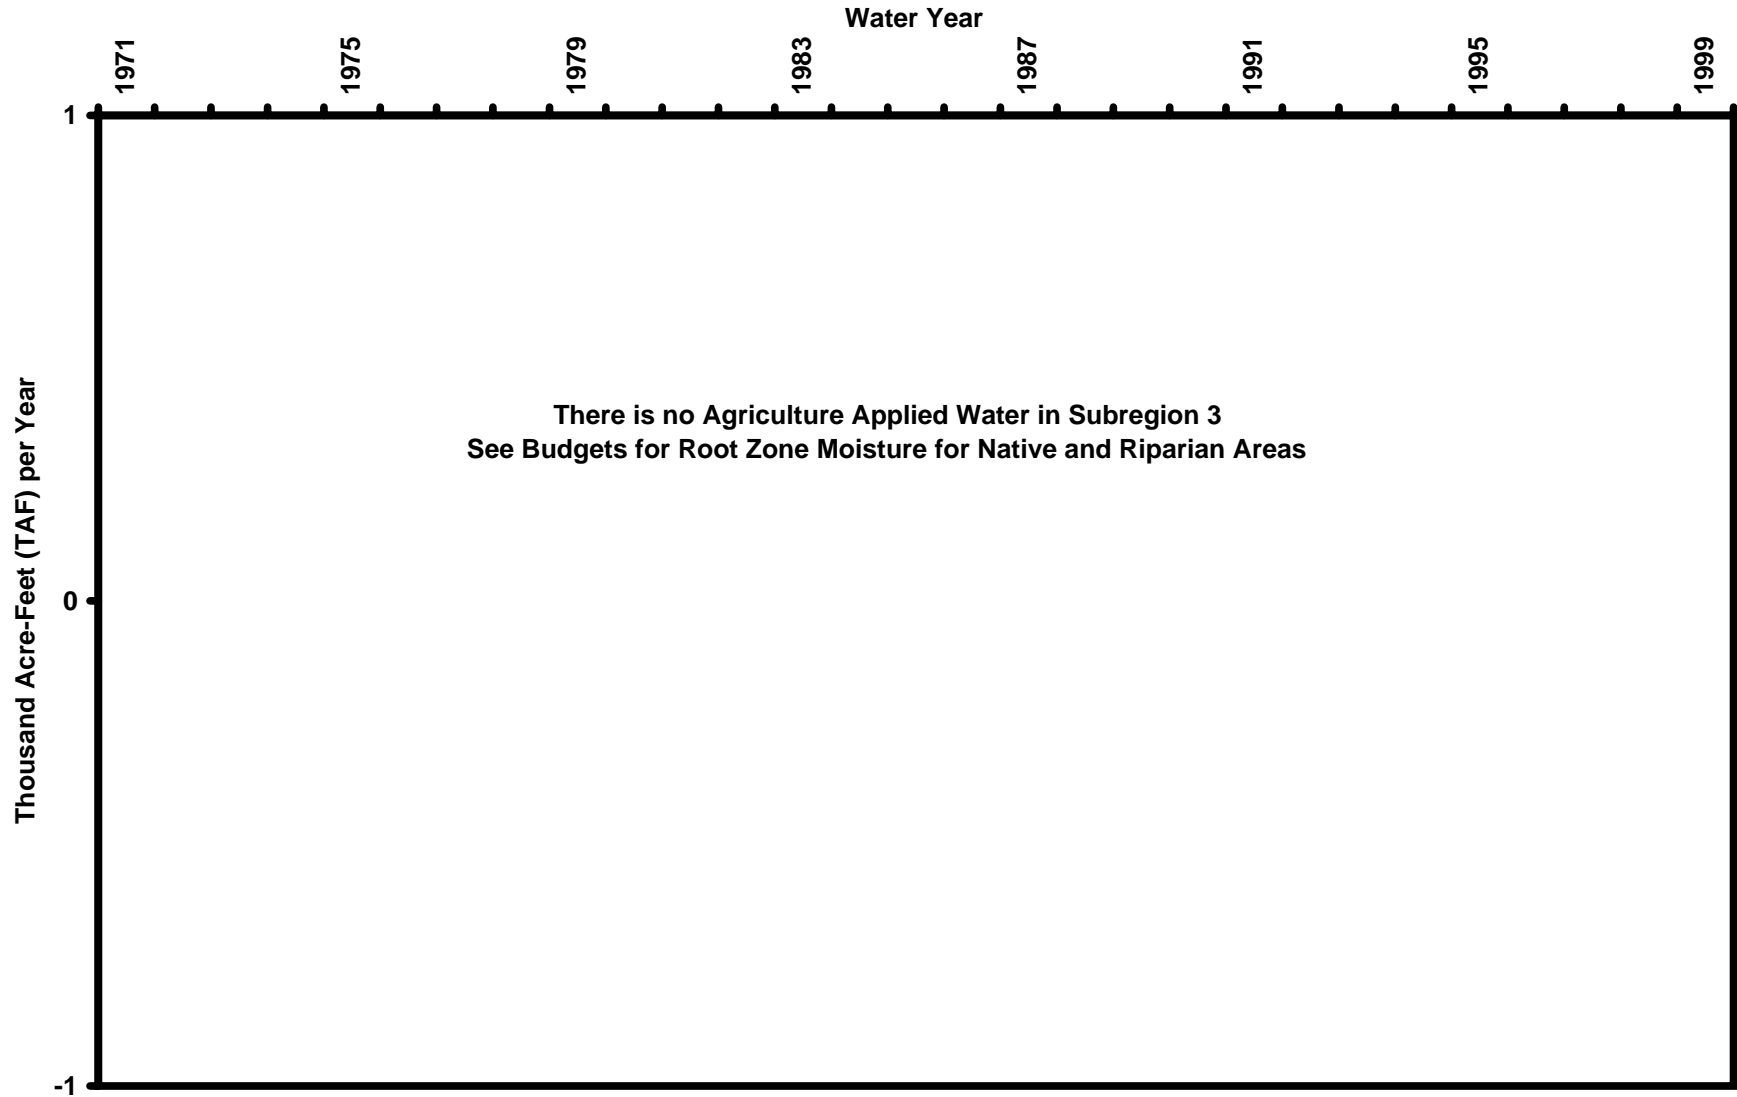 Water Year
1971
1975
1979
1983
1987
1991
1995
1999
1
0
-1
Thousand Acre-Feet (TAF) per Year
There is no Agriculture Applied Water in Subregion 3
See Budgets for Root Zone Moisture for Native and Riparian Areas